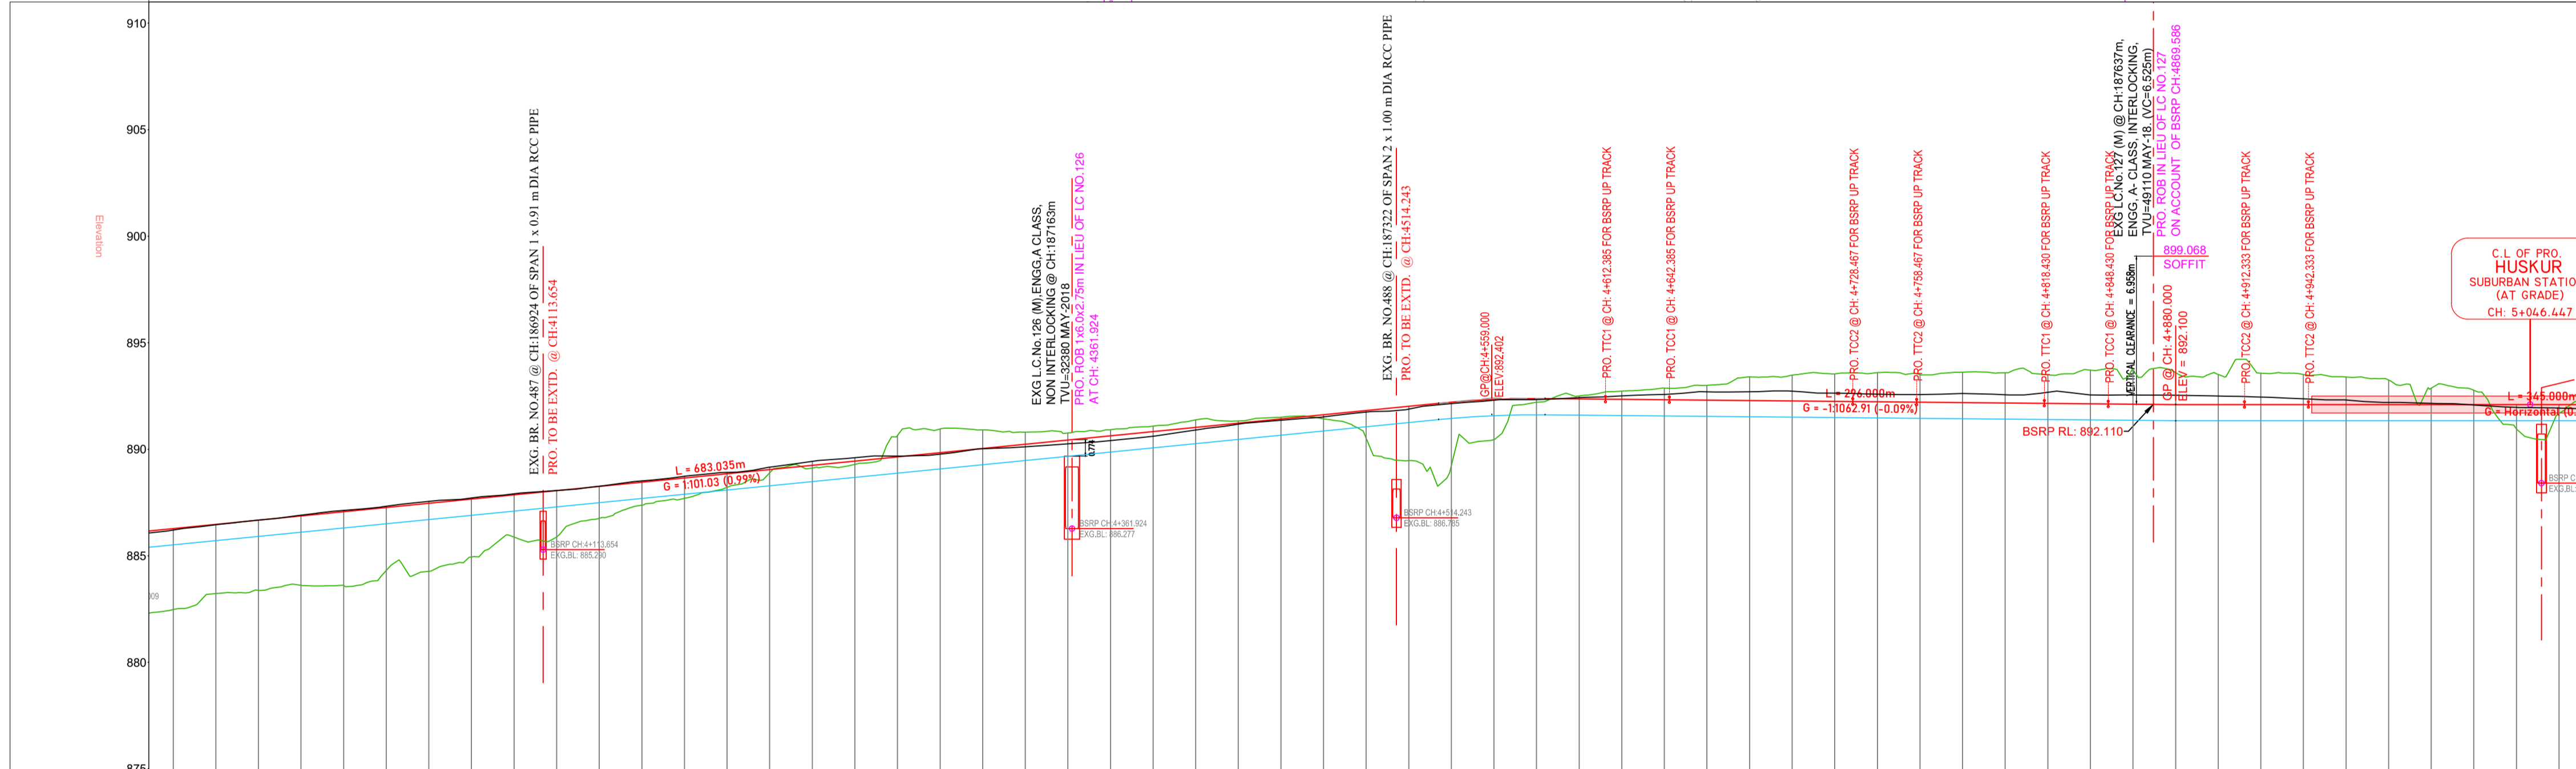 910
905
900
895
890
885
880
875
Elevation
009
EXG. BR. NO.487 @ CH:186924 OF SPAN 1 x 0.91 m DIA RCC PIPE
PRO. TO BE EXTD. @ CH:4113.654
BSRP CH:4+113.654
EXG.BL: 885.290
L = 683.035m
G = 1:101.03 (0.99%)
EXG L.C.No.126 (M),ENGG,A CLASS,
NON INTERLOCKING @ CH:187163m
TVU=32380 MAY-2018
PRO. ROB 1x6.0x2.75m IN LIEU OF LC NO.126
AT CH: 4361.924
0.774
BSRP CH:4+361.924
EXG.BL: 886.277
EXG. BR. NO.488 @ CH:187322 OF SPAN 2 x 1.00 m DIA RCC PIPE
PRO. TO BE EXTD. @ CH:4514.243
BSRP CH:4+514.243
EXG.BL: 886.785
GP@CH:4+559.000
ELEV:892.402
PRO. TTC1 @ CH: 4+612.385 FOR BSRP UP TRACK
PRO. TCC1 @ CH: 4+642.385 FOR BSRP UP TRACK
PRO. TCC2 @ CH: 4+728.467 FOR BSRP UP TRACK
PRO. TTC2 @ CH: 4+758.467 FOR BSRP UP TRACK
L = 296.000m
G = -1:1062.91 (-0.09%)
PRO. TTC1 @ CH: 4+818.430 FOR BSRP UP TRACK
PRO. TCC1 @ CH: 4+848.430 FOR BSRP UP TRACK
EXG LC.No.127 (M) @ CH:187637m,
ENGG, A- CLASS, INTERLOCKING,
TVU=49110 MAY-18. (VC=6.525m)
PRO. ROB IN LIEU OF LC NO.127
ON ACCOUNT OF BSRP CH:4869.586
899.068
SOFFIT
VERTICAL CLEARANCE = 6.958m
GP @ CH: 4+880.000
ELEV = 892.100
BSRP RL: 892.110
PRO. TCC2 @ CH: 4+912.333 FOR BSRP UP TRACK
PRO. TTC2 @ CH: 4+942.333 FOR BSRP UP TRACK
C.L OF PRO.
HUSKUR
SUBURBAN STATIO
(AT GRADE)
CH: 5+046.447
L = 345.000m
G = Horizontal (0.
BSRP C
EXG.BL: